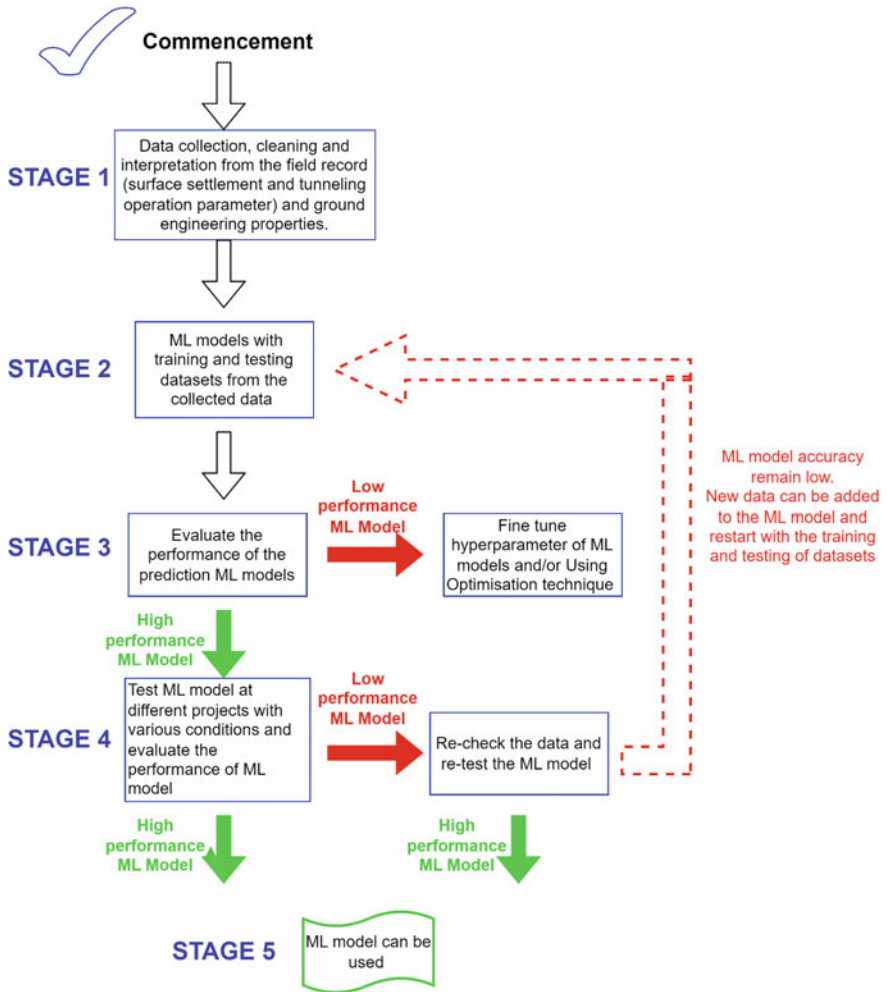 Commencement
STAGE 1
Data collection, cleaning and
interpretation from the field record
(surface settlement and tunneling
operation parameter) and ground
engineering properties.
STAGE 2
ML models with
training and testing
datasets from the
collected data
ML model accuracy
remain low.
New data can be added
to the ML model and
restart with the training
and testing of datasets
STAGE 3
Evaluate the
performance of the
prediction ML models
Low
performance
ML Model
Fine tune
hyperparameter of ML
models and/or Using
Optimisation technique
High
performance
ML Model
STAGE 4
Test ML model at
different projects with
various conditions and
evaluate the
performance of ML
model
Low
performance
ML Model
Re-check the data and
re-test the ML model
High
performance
ML Model
High
performance
ML Model
STAGE 5
ML model can be
used